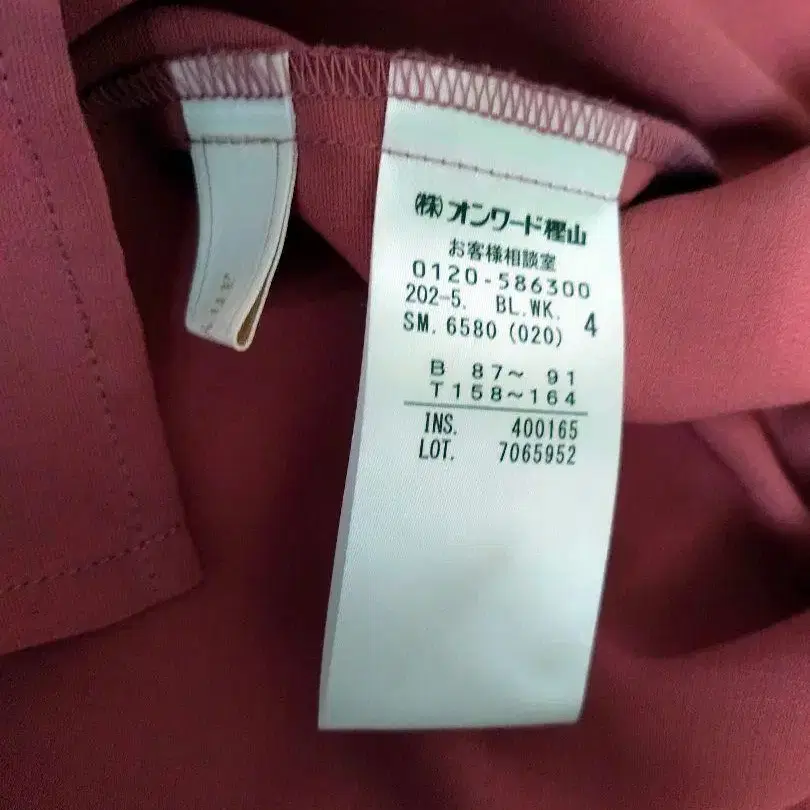 ㈱オンワード樫山
お客様相談室
0120-586300
202-5. BL.WK. 4
SM. 6580 (020)
B 87～ 91
T158～164
INS. 400165
LOT. 7065952